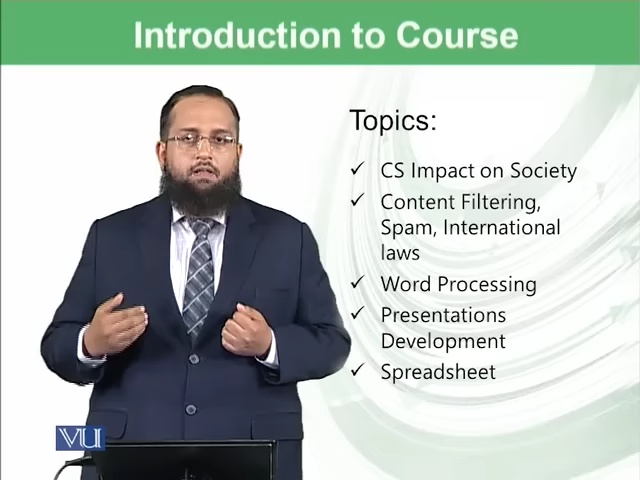 Introduction to Course
Topics:
✓ CS Impact on Society
✓ Content Filtering,
Spam, International
laws
✓ Word Processing
✓ Presentations
Development
✓ Spreadsheet
VU